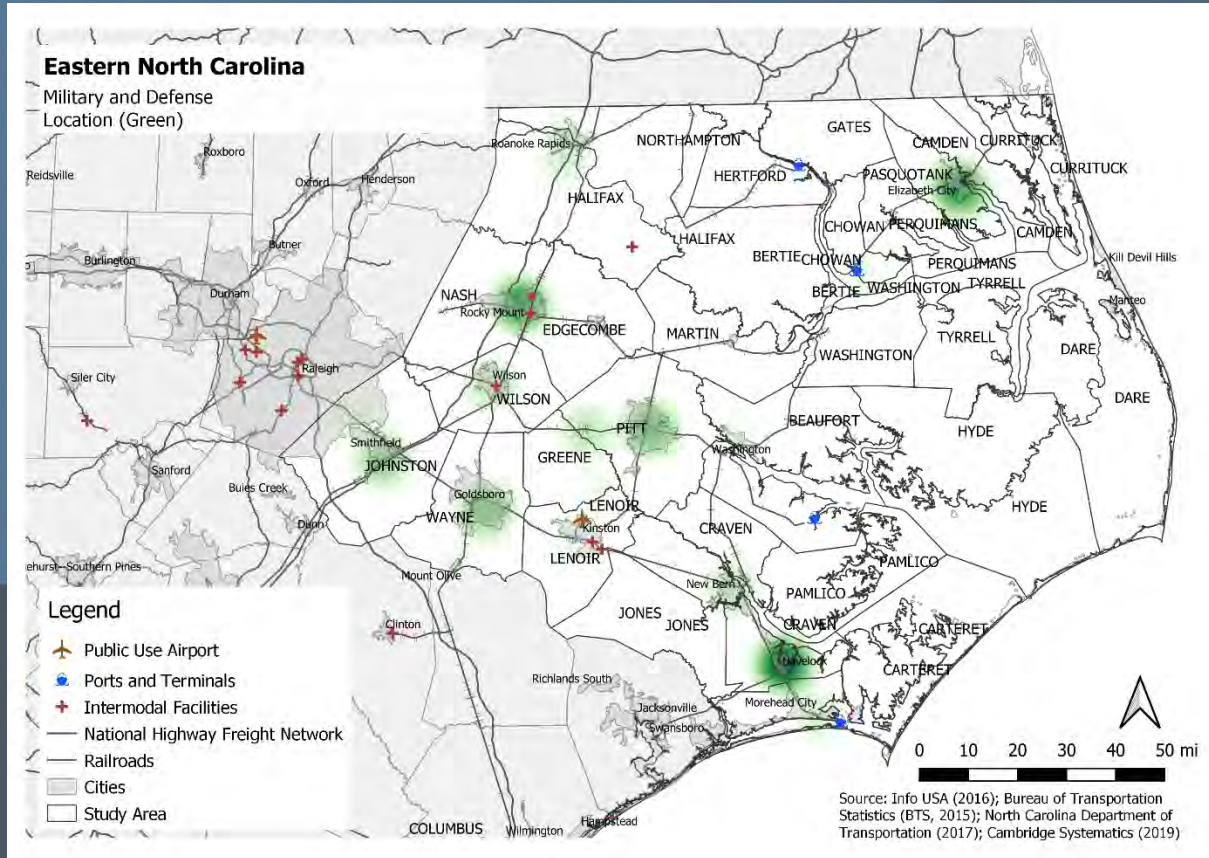 Eastern North Carolina
Military and Defense
Location (Green)
Roxboro
Reidsville
Oxford
Henderson
Butner
Burlington
Durham
Raleigh
Siler City
Sanford
Buies Creek
Dunn
ehurst--Southern Pines
Roanoke Rapids
NORTHAMPTON
GATES
CAMDEN
CURRITUCK
CURRITUCK
HERTFORD
PASQUOTANK
Elizabeth City
HALIFAX
HALIFAX
CHOWAN
PERQUIMANS
CAMDEN
BERTIE
CHOWAN
PERQUIMANS
Kill Devil Hills
BERTIE
WASHINGTON
TYRRELL
Manteo
NASH
Rocky Mount
EDGECOMBE
MARTIN
TYRRELL
DARE
WASHINGTON
DARE
Wilson
WILSON
BEAUFORT
HYDE
PITT
Smithfield
JOHNSTON
GREENE
Washington
Goldsboro
WAYNE
LENOIR
Kinston
LENOIR
CRAVEN
HYDE
PAMLICO
Mount Olive
New Bern
PAMLICO
JONES
JONES
CRAVEN
CARTERET
Havelock
CARTERET
Clinton
Richlands South
Morehead City
Jacksonville
Swansboro
COLUMBUS
Wilmington
Hampstead
Legend
Public Use Airport
Ports and Terminals
Intermodal Facilities
National Highway Freight Network
Railroads
Cities
Study Area
0 10 20 30 40 50 mi
Source: Info USA (2016); Bureau of Transportation
Statistics (BTS, 2015); North Carolina Department of
Transportation (2017); Cambridge Systematics (2019)